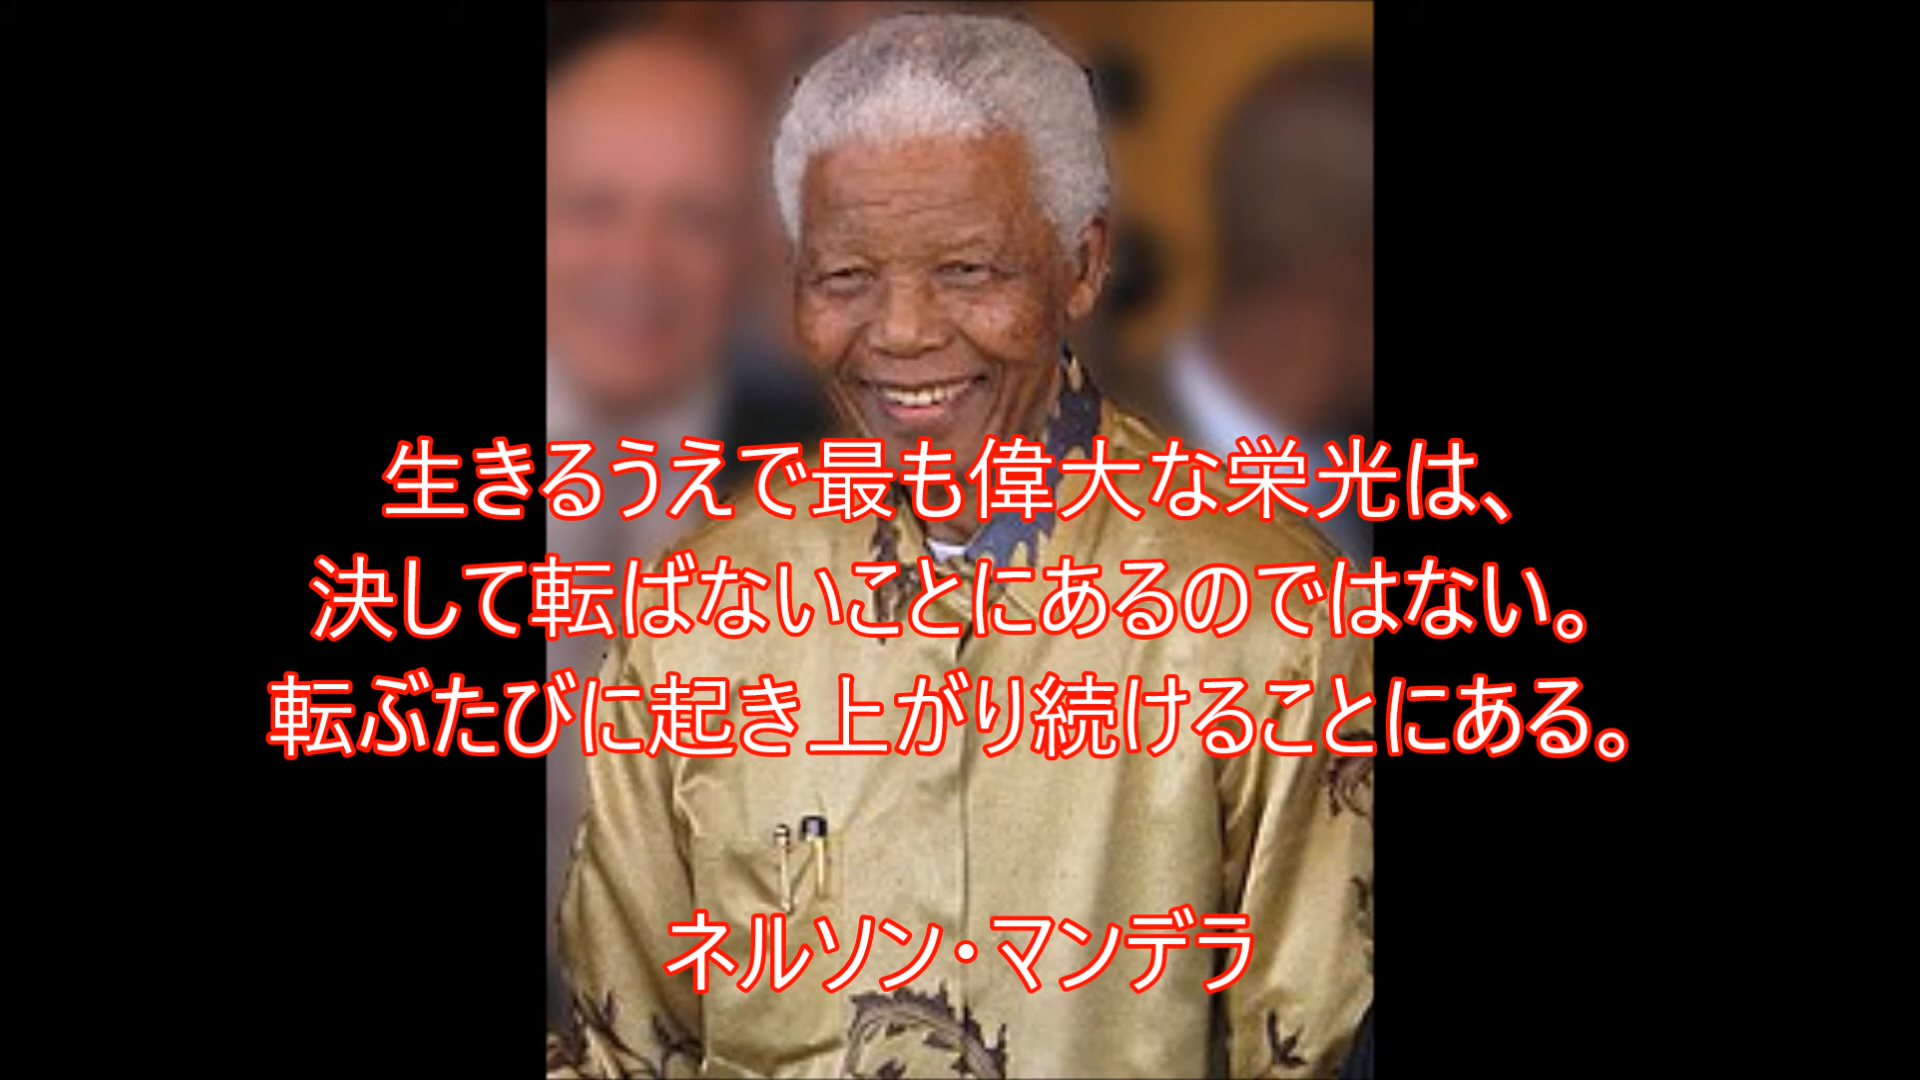 生きるうえで最も偉大な栄光は、
決して転ばないことにあるのではない。
転ぶたびに起き上がり続けることにある。
ネルソン・マンデラ